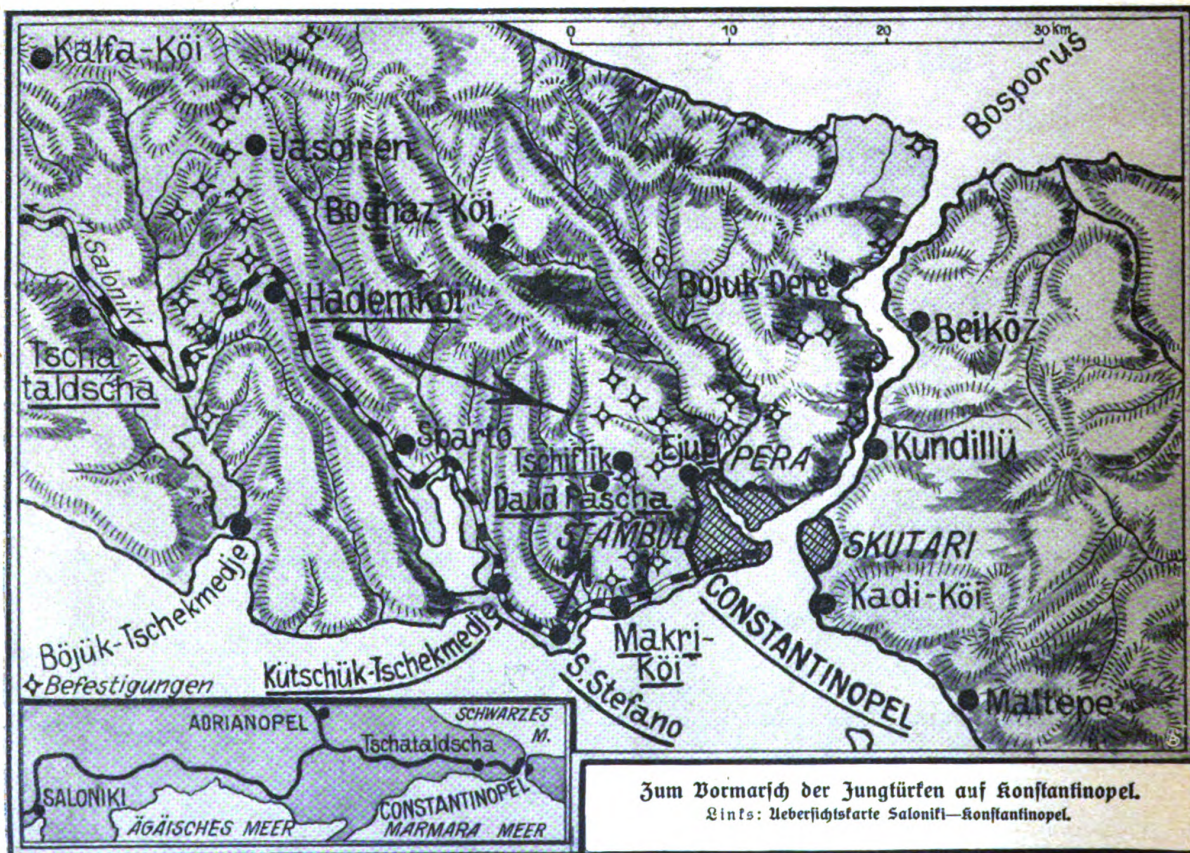 0 10 20 30 km
Kalfa-Köi
Bosporus
Jasoiren
Boghaz-Köi
n. Saloniki
Hademköi
Bojuk-Dere
Beikoz
Tscha
taldscha
Sparto
Tschiflik
Ejub
PERA
Kundillü
Daud Pascha
STAMBUL
SKUTARI
Kadi-Köi
CONSTANTINOPEL
Makri-
Köi
Böjük-Tschekmedje
Kütschük-Tschekmedje
S. Stefano
Maltepe
Befestigungen
ADRIANOPEL
SCHWARZES
M.
Tschataldscha
SALONIKI
CONSTANTINOPEL
ÄGÄISCHES MEER
MARMARA MEER
Zum Vormarsch der Jungtürken auf Konstantinopel.
Links: Uebersichtskarte Saloniki—Konstantinopel.